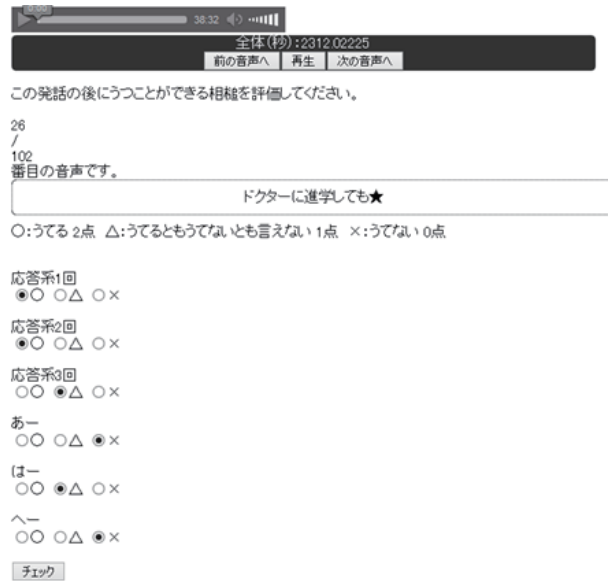 0:00
38:32
全体(秒):2312.02225
前の音声へ 再生 次の音声へ
この発話の後にうつことができる相槌を評価してください。
26
/
102
番目の音声です。
ドクターに進学しても★
○:うてる 2点 △:うてるともうてないとも言えない 1点 ×:うてない 0点
応答系1回
○ △ ×
応答系2回
○ △ ×
応答系3回
○ △ ×
あー
○ △ ×
はー
○ △ ×
へー
○ △ ×
チェック